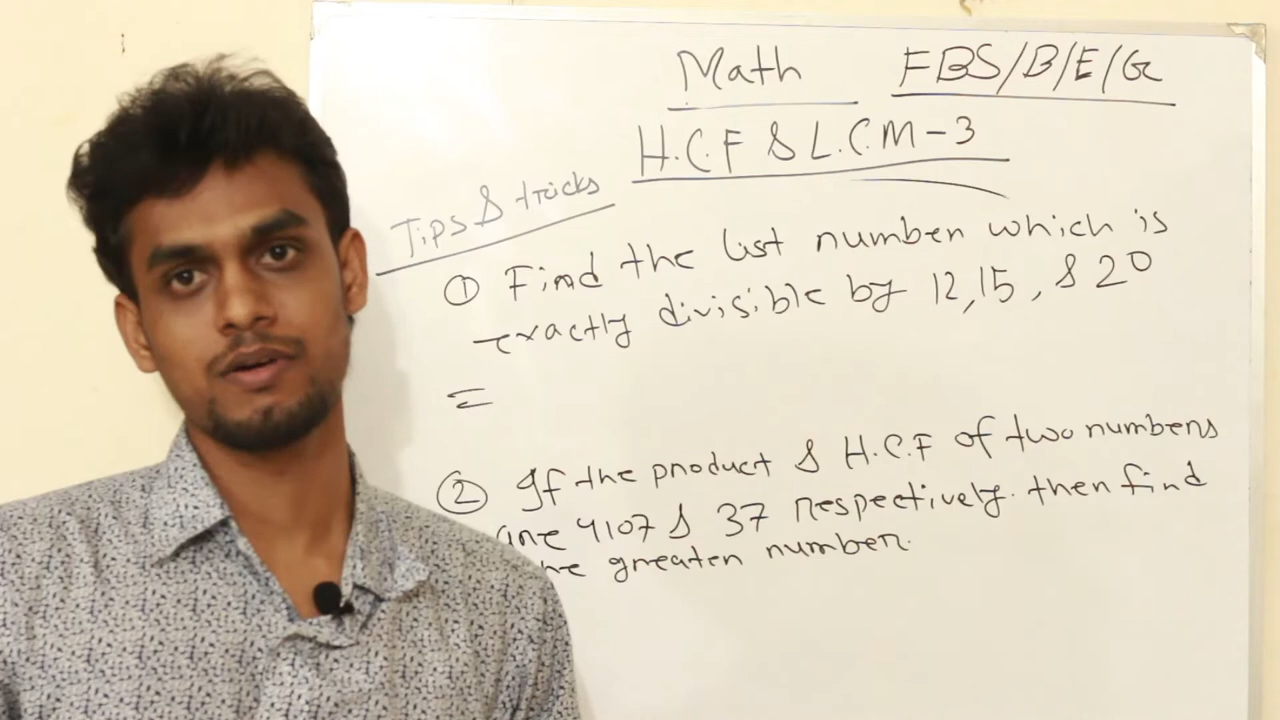 Math FBS/B/E/G
H.C.F & L.C.M-3
Tips & tricks
① Find the list number which is
exactly divisible by 12,15, & 20
=
② If the product & H.C.F of two numbers
are 4107 & 37 respectively. then find
he greater number.